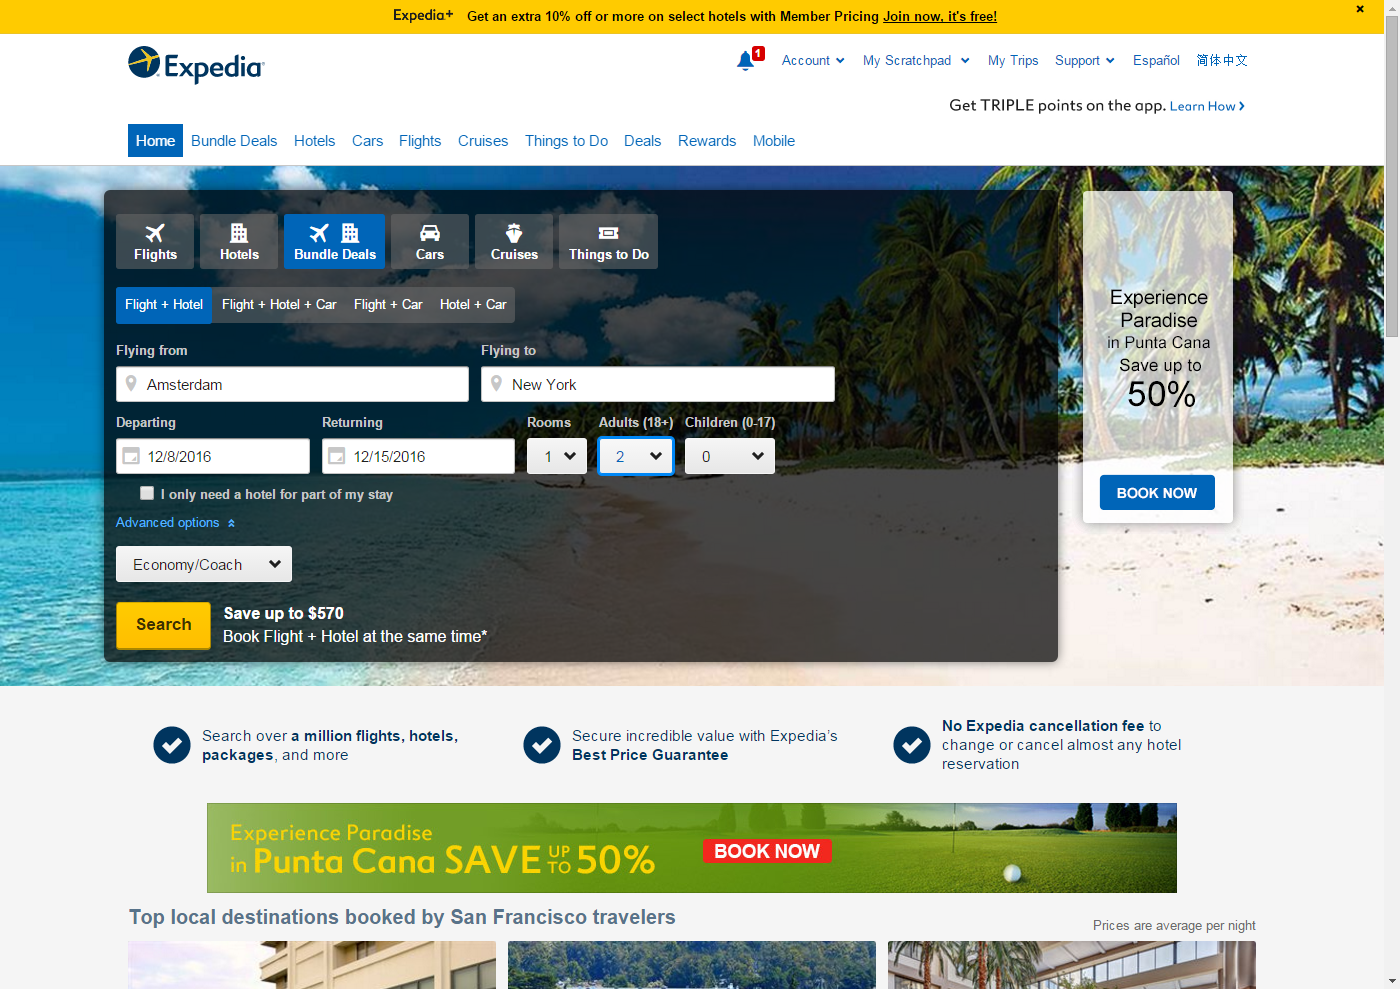 Expedia+ Get an extra 10% off or more on select hotels with Member Pricing Join now, it's free!
Expedia
1
Account My Scratchpad My Trips Support Español 简体中文
Get TRIPLE points on the app. Learn How
Home Bundle Deals Hotels Cars Flights Cruises Things to Do Deals Rewards Mobile
Flights Hotels Bundle Deals Cars Cruises Things to Do
Flight + Hotel Flight + Hotel + Car Flight + Car Hotel + Car
Flying from Flying to
Amsterdam New York
Departing Returning Rooms Adults (18+) Children (0-17)
12/8/2016 12/15/2016 1 2 0
I only need a hotel for part of my stay
Advanced options
Economy/Coach
Search
Save up to $570
Book Flight + Hotel at the same time*
Experience
Paradise
in Punta Cana
Save up to
50%
BOOK NOW
Search over a million flights, hotels,
packages, and more
Secure incredible value with Expedia's
Best Price Guarantee
No Expedia cancellation fee to
change or cancel almost any hotel
reservation
Experience Paradise
in Punta Cana SAVE UP TO 50%
BOOK NOW
Top local destinations booked by San Francisco travelers
Prices are average per night